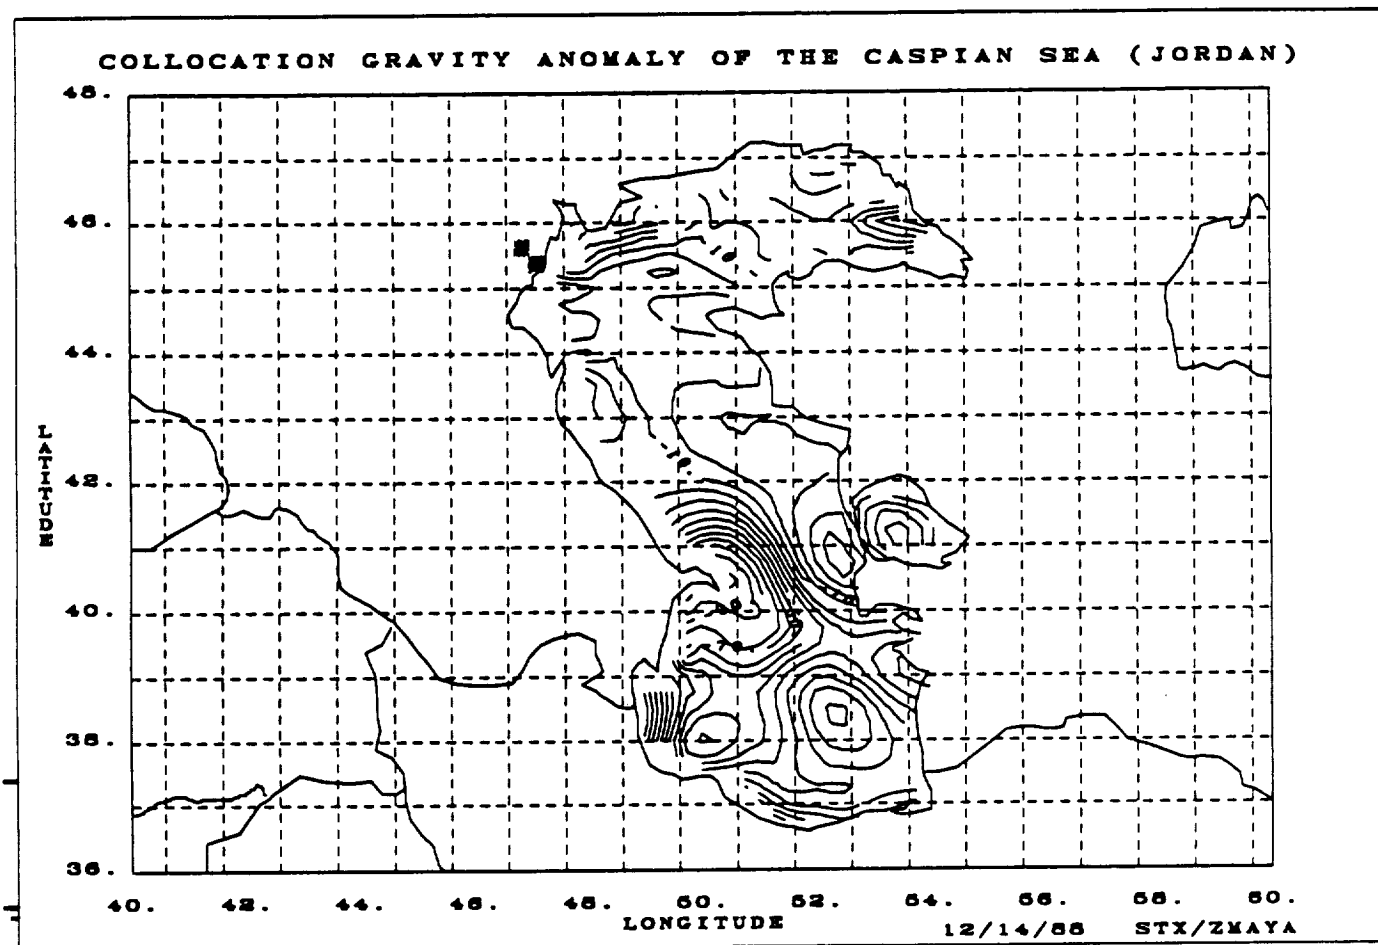 COLLOCATION GRAVITY ANOMALY OF THE CASPIAN SEA (JORDAN)
48.
46.
44.
LATITUDE
42.
40.
38.
36.
40. 42. 44. 46. 48. 50. 52. 54. 56. 58. 60.
LONGITUDE
12/14/88 STX/ZMAYA